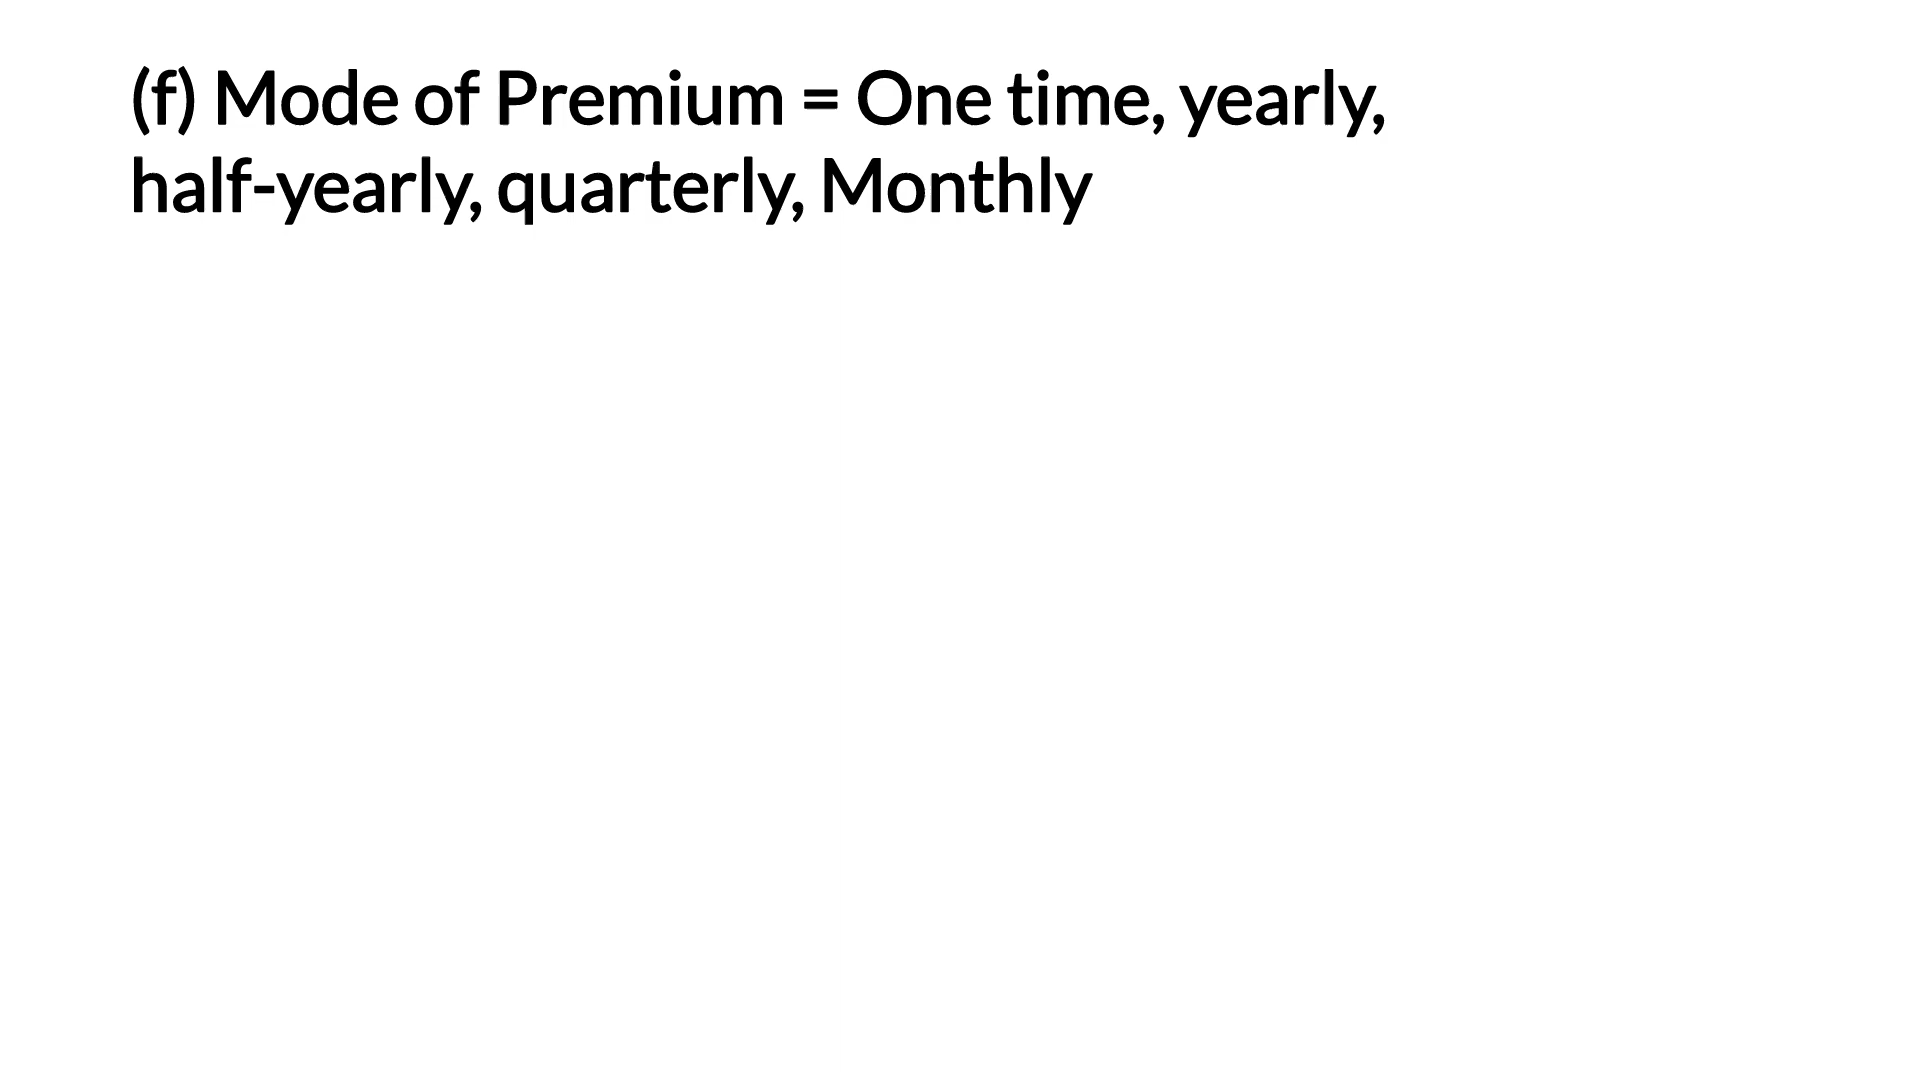 (f) Mode of Premium = One time, yearly,
half-yearly, quarterly, Monthly